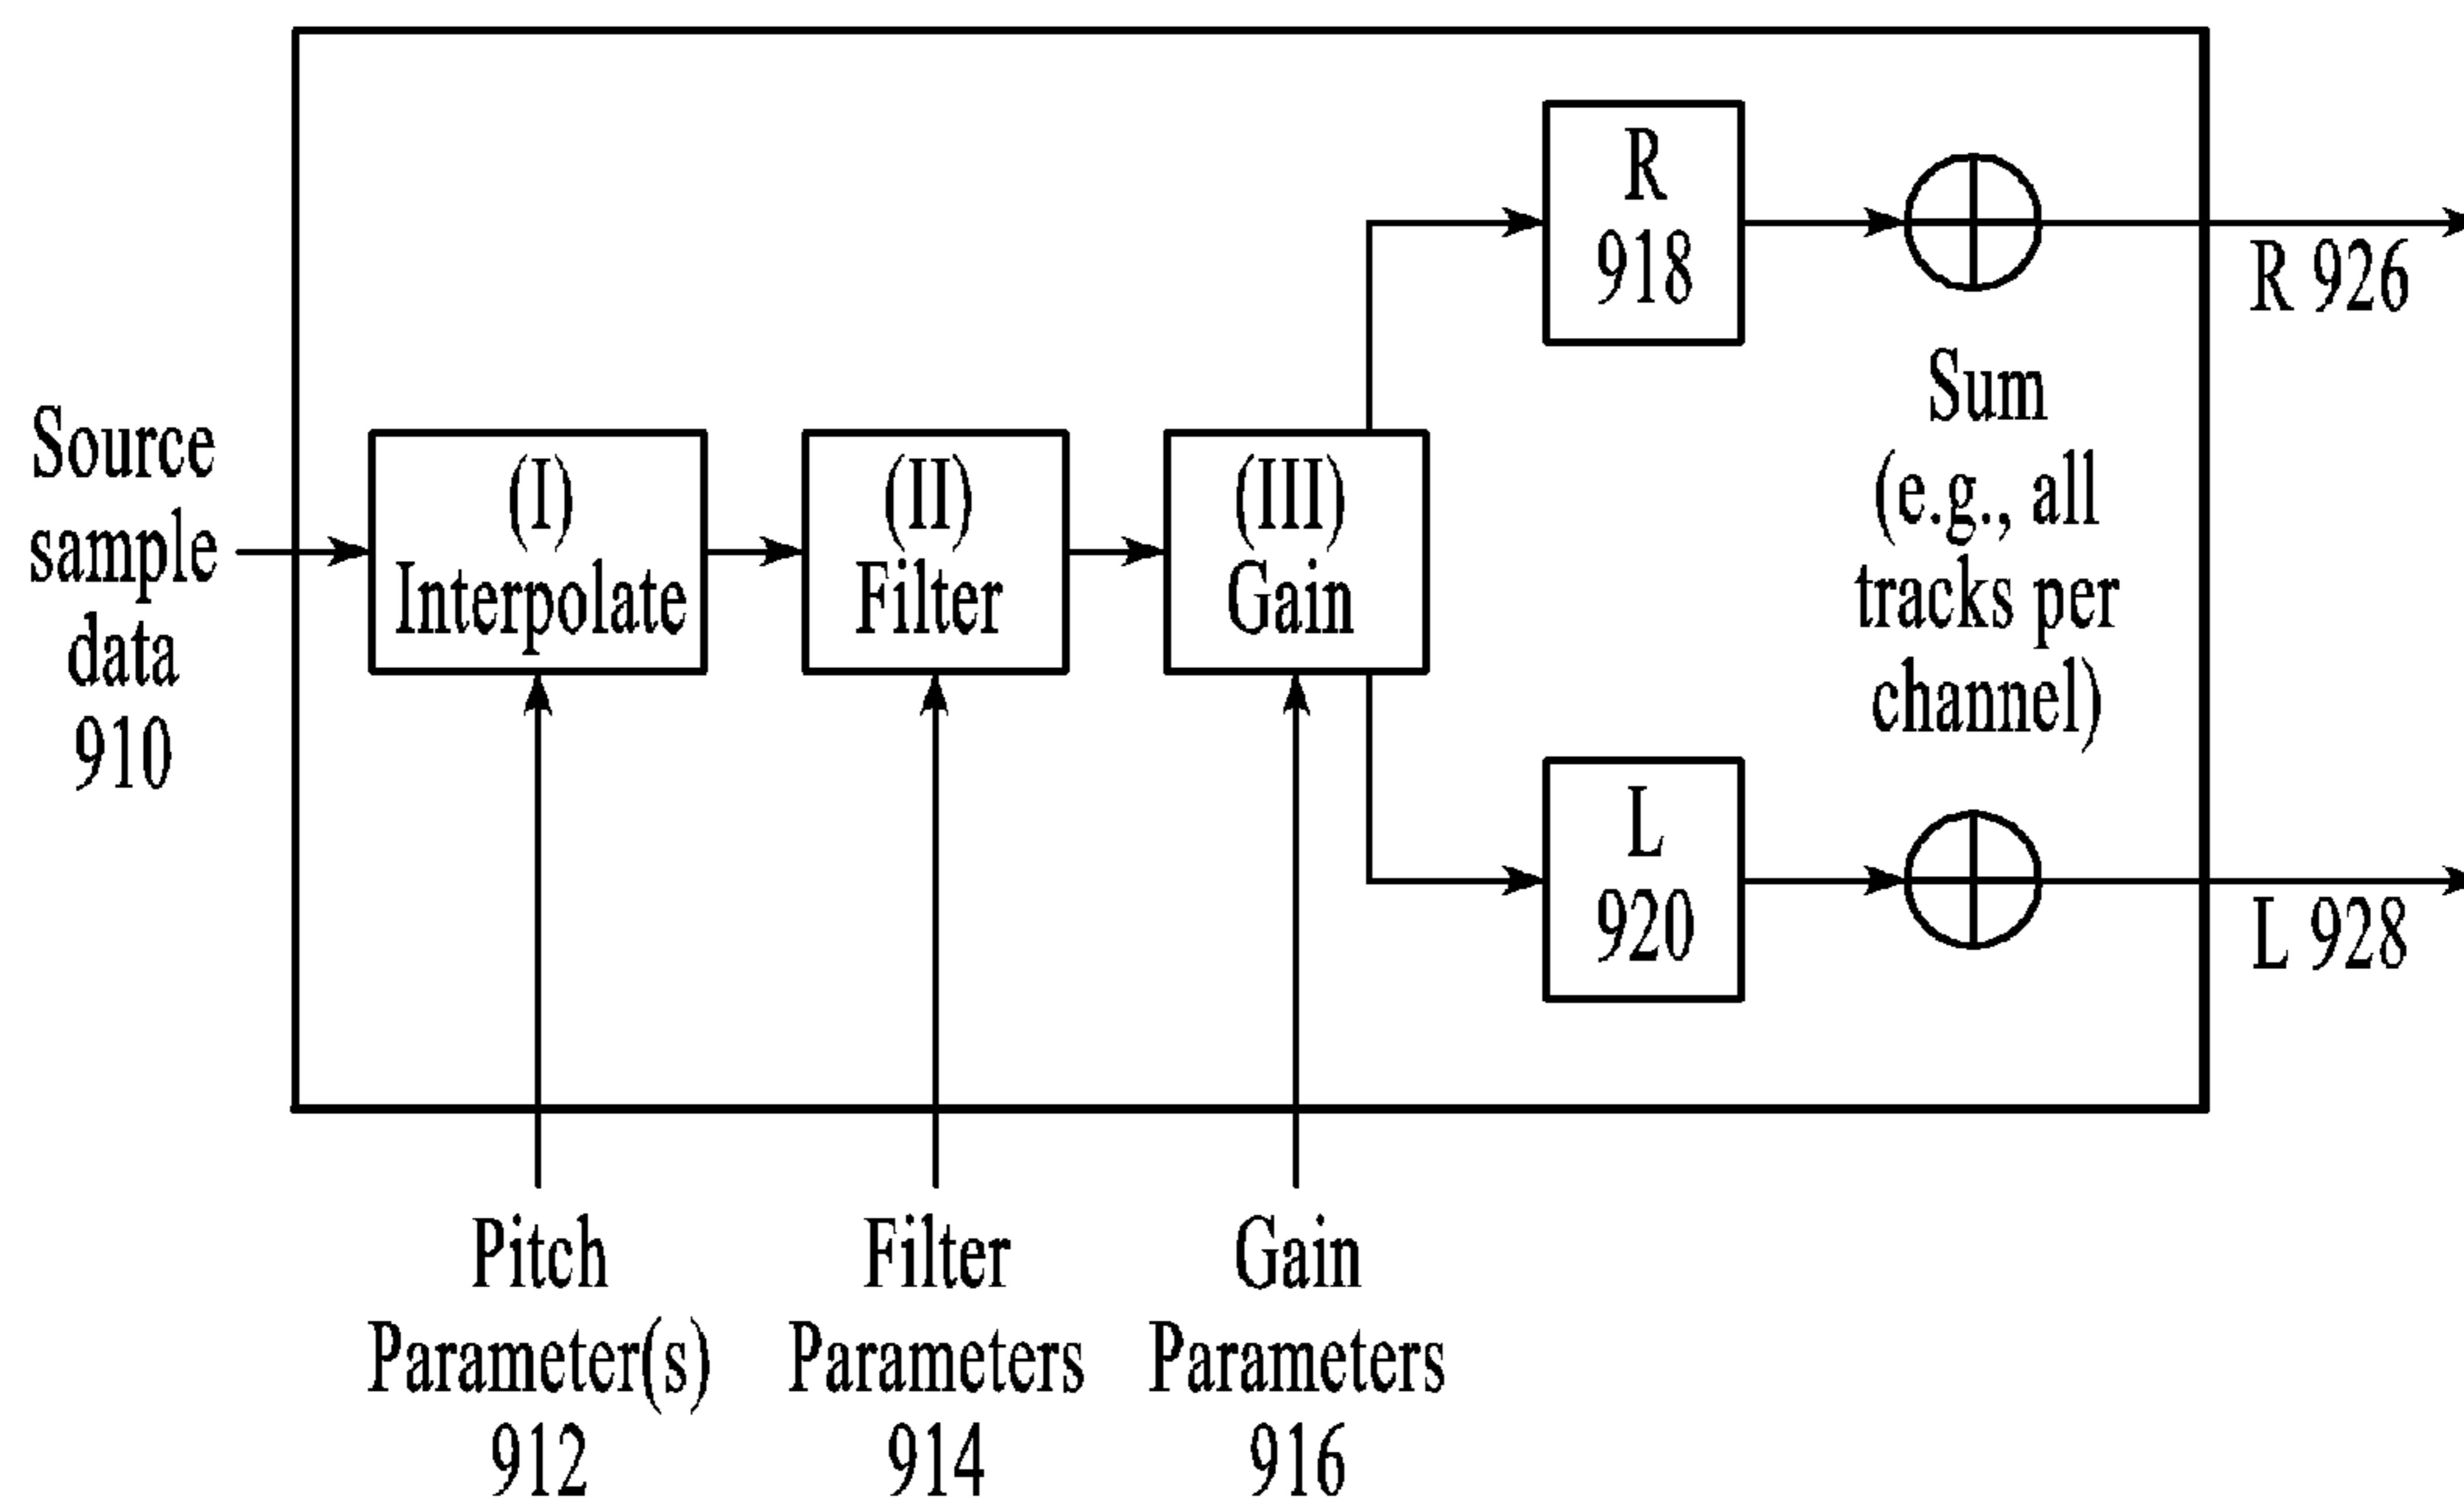 Source
sample
data
910
(I)
Interpolate
(II)
Filter
(III)
Gain
R
918
L
920
Sum
(e.g., all
tracks per
channel)
R 926
L 928
Pitch
Parameter(s)
912
Filter
Parameters
914
Gain
Parameters
916